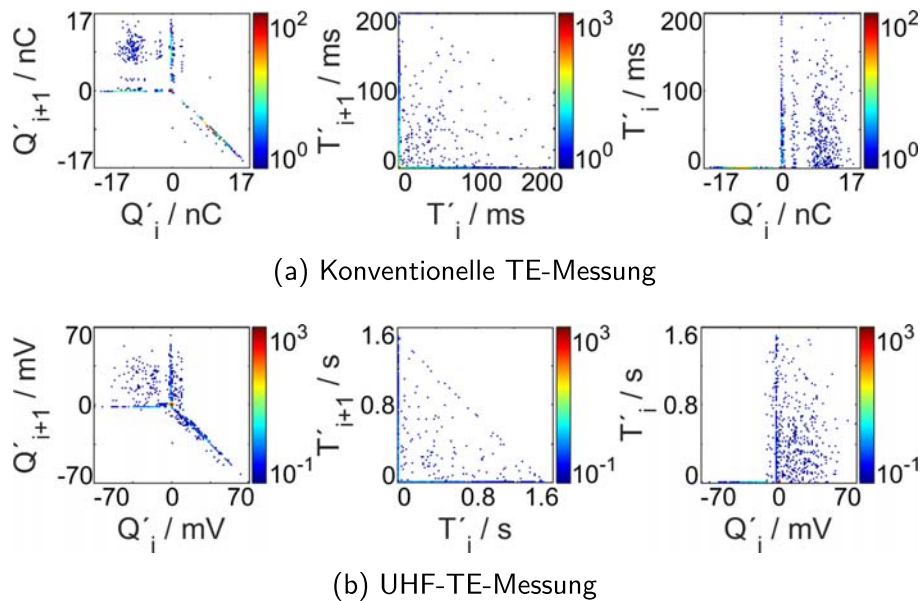 Q´i+1 / nC
17
0
-17
-17 0 17
Q´i / nC
10^2
10^0
T´i+1 / ms
200
100
0
0 100 200
T´i / ms
10^3
10^0
T´i / ms
200
100
0
-17 0 17
Q´i / nC
10^2
10^0
(a) Konventionelle TE-Messung
Q´i+1 / mV
70
0
-70
-70 0 70
Q´i / mV
10^3
10^-1
T´i+1 / s
1.6
0.8
0
0 0.8 1.6
T´i / s
10^3
10^-1
T´i / s
1.6
0.8
0
-70 0 70
Q´i / mV
10^3
10^-1
(b) UHF-TE-Messung